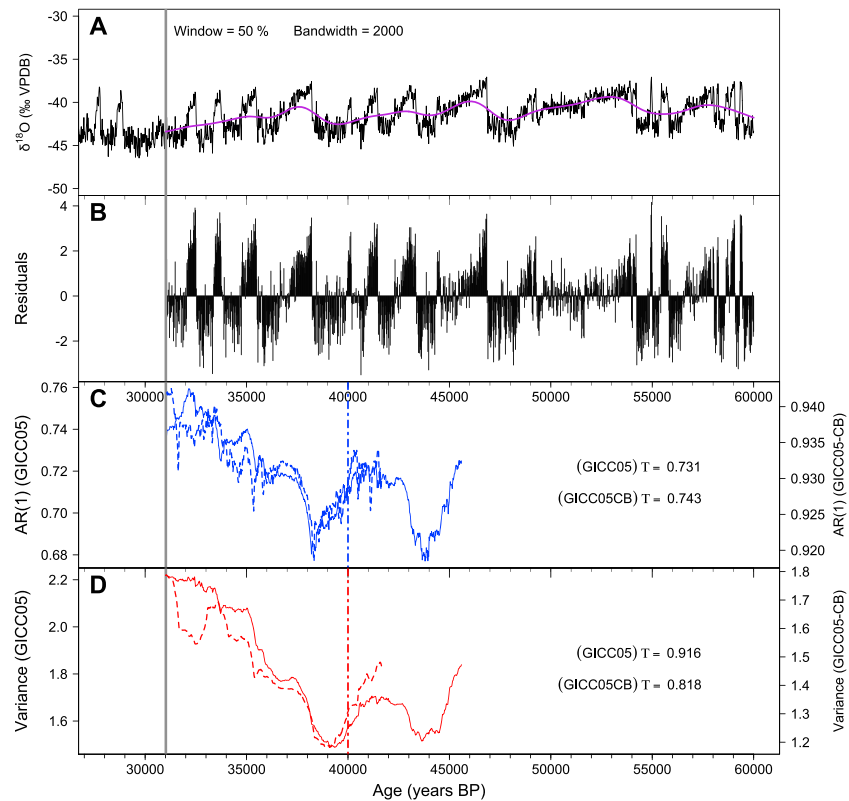 A
Window = 50 % Bandwidth = 2000
δ18O (‰ VPDB)
-30
-35
-40
-45
-50
B
Residuals
4
2
0
-2
30000 35000 40000 45000 50000 55000 60000
C
AR(1) (GICC05)
0.76
0.74
0.72
0.70
0.68
(GICC05) T = 0.731
(GICC05CB) T = 0.743
0.940
0.935
0.930
0.925
0.920
AR(1) (GICC05-CB)
D
Variance (GICC05)
2.2
2.0
1.8
1.6
(GICC05) T = 0.916
(GICC05CB) T = 0.818
1.8
1.7
1.6
1.5
1.4
1.3
1.2
Variance (GICC05-CB)
30000 35000 40000 45000 50000 55000 60000
Age (years BP)